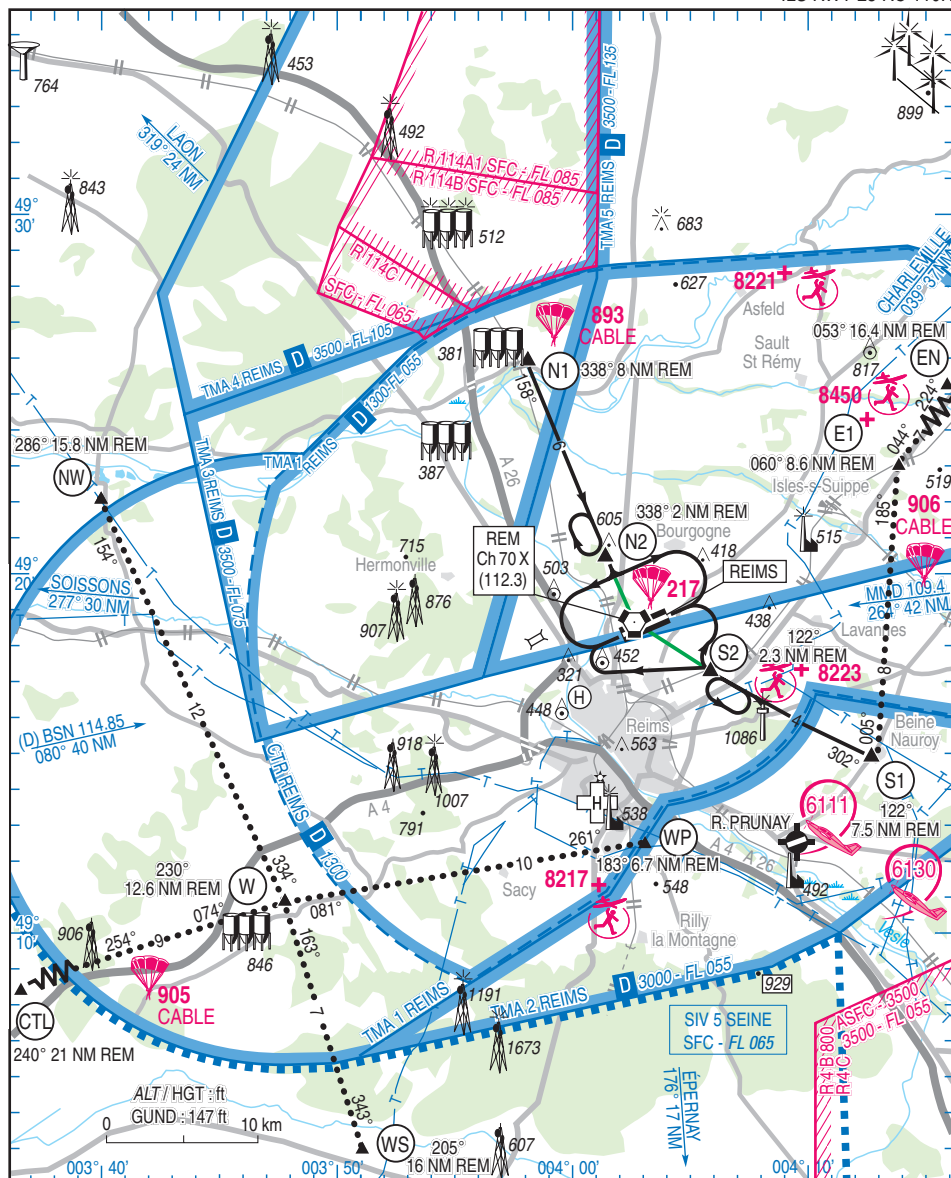 453
764
492
899
LAON
319° 24 NM
843
R 114A1 SFC - FL 085
R 114B SFC - FL 085
TMA 5 REIMS D 3500 - FL 135
49°
30'
683
512
R 114C
SFC - FL 065
627
8221
Asfeld
CHARLEVILLE
039° 37 NM
893
CABLE
053° 16.4 NM REM
Sault
St Rémy
817
EN
381
TMA 4 REIMS D 3500 - FL 105
N1
338° 8 NM REM
158°
8450
224°
7
044°
TMA 1 REIMS
D 1300-FL 055
E1
387
6
286° 15.8 NM REM
060° 8.6 NM REM
Isles-s-Suippe
NW
TMA 3 REIMS D 3500 - FL 075
A 26
519
906
CABLE
185°
515
154°
605
338° 2 NM REM
N2
Bourgogne
REM
Ch 70 X
(112.3)
418
715
Hermonville
49°
20'
SOISSONS
277° 30 NM
503
217
REIMS
876
907
MMD 109.4
261° 42 NM
438
Lavannes
452
S2
122°
2.3 NM REM
8223
321
H
8
12
448
Reims
(D) BSN 114.85
080° 40 NM
563
1086
4
302°
005°
Beine
Nauroy
S1
122°
7.5 NM REM
918
1007
CTR REIMS D 1300
A 4
791
H
538
R. PRUNAY
6111
261°
WP
183° 6.7 NM REM
A 4
A 26
6130
10
230°
12.6 NM REM
W
334°
Sacy
8217
548
492
074°
081°
49°
10'
906
254°
9
846
163°
Rilly
la Montagne
Vesle
905
CABLE
7
1191
TMA 1 REIMS
TMA 2 REIMS
D 3000 - FL 055
929
CTL
240° 21 NM REM
1673
SIV 5 SEINE
SFC - FL 065
R 4 B 800 ASFC - 3500
R 4 C 3500 - FL 055
ALT / HGT : ft
GUND : 147 ft
0
10 km
343°
WS
205°
16 NM REM
607
ÉPERNAY
176° 17 NM
003° 40'
003° 50'
004° 00'
004° 10'